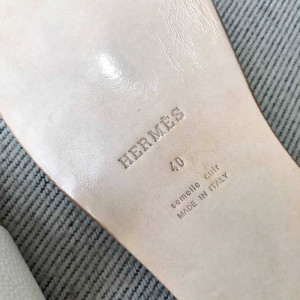 HERMÈS
40
semelle cuir
MADE IN ITALY